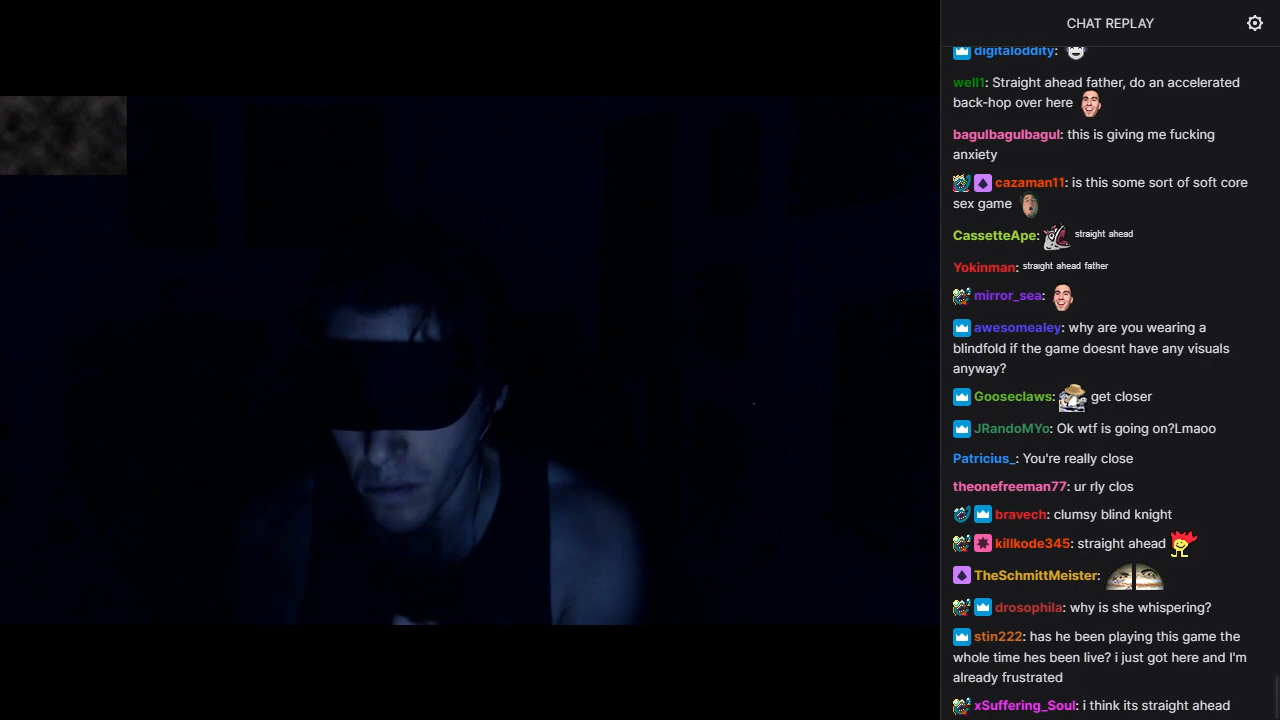 CHAT REPLAY
digitaloddity:
well1: Straight ahead father, do an accelerated
back-hop over here
bagulbagulbagul: this is giving me fucking
anxiety
cazaman11: is this some sort of soft core
sex game
CassetteApe: straight ahead
Yokinman: straight ahead father
mirror_sea:
awesomealey: why are you wearing a
blindfold if the game doesnt have any visuals
anyway?
Gooseclaws: get closer
JRandoMYo: Ok wtf is going on?Lmaoo
Patricius_: You're really close
theonefreeman77: ur rly clos
bravech: clumsy blind knight
killkode345: straight ahead
TheSchmittMeister:
drosophila: why is she whispering?
stin222: has he been playing this game the
whole time hes been live? i just got here and I'm
already frustrated
xSuffering_Soul: i think its straight ahead